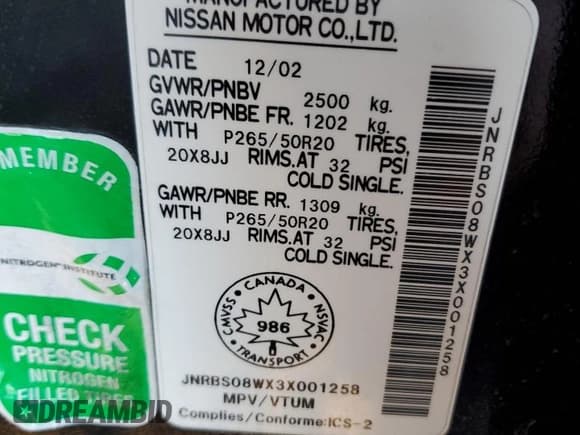 MANUFACTURED BY
NISSAN MOTOR CO.,LTD.
DATE 12/02
GVWR/PNBV 2500 kg.
GAWR/PNBE FR. 1202 kg.
WITH P265/50R20 TIRES,
20X8JJ RIMS.AT 32 PSI
COLD SINGLE.
GAWR/PNBE RR. 1309 kg.
WITH P265/50R20 TIRES,
20X8JJ RIMS.AT 32 PSI
COLD SINGLE.
CANADA
CMVSS
NSVAC
986
TRANSPORT
JNRBS08WX3X001258
MPV/VTUM
Complies/Conforme:ICS-2
JNRBS08WX3X001258
MEMBER
NITROGEN INSTITUTE
CHECK
PRESSURE
NITROGEN
FILLED TIRES
DREAMBID